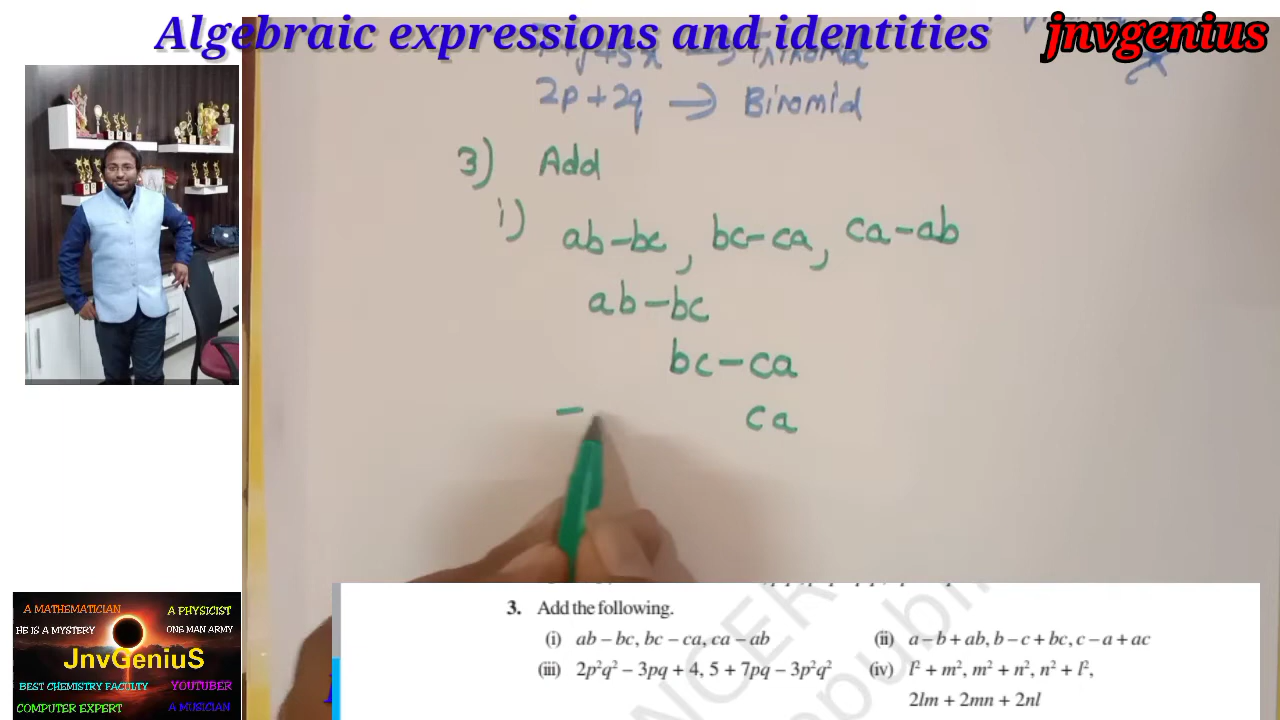 Algebraic expressions and identities
jnvgenius
2p + 2q → Binomid
3) Add
i) ab - bc, bc - ca, ca - ab
ab - bc
bc - ca
- ca
3. Add the following.
(i) ab – bc, bc – ca, ca – ab
(ii) a – b + ab, b – c + bc, c – a + ac
(iii) 2p²q² – 3pq + 4, 5 + 7pq – 3p²q²
(iv) l² + m², m² + n², n² + l²,
2lm + 2mn + 2nl
A MATHEMATICIAN
A PHYSICIST
HE IS A MYSTERY
ONE MAN ARMY
JnvGeniuS
BEST CHEMISTRY FACULTY
YOUTUBER
COMPUTER EXPERT
A MUSICIAN